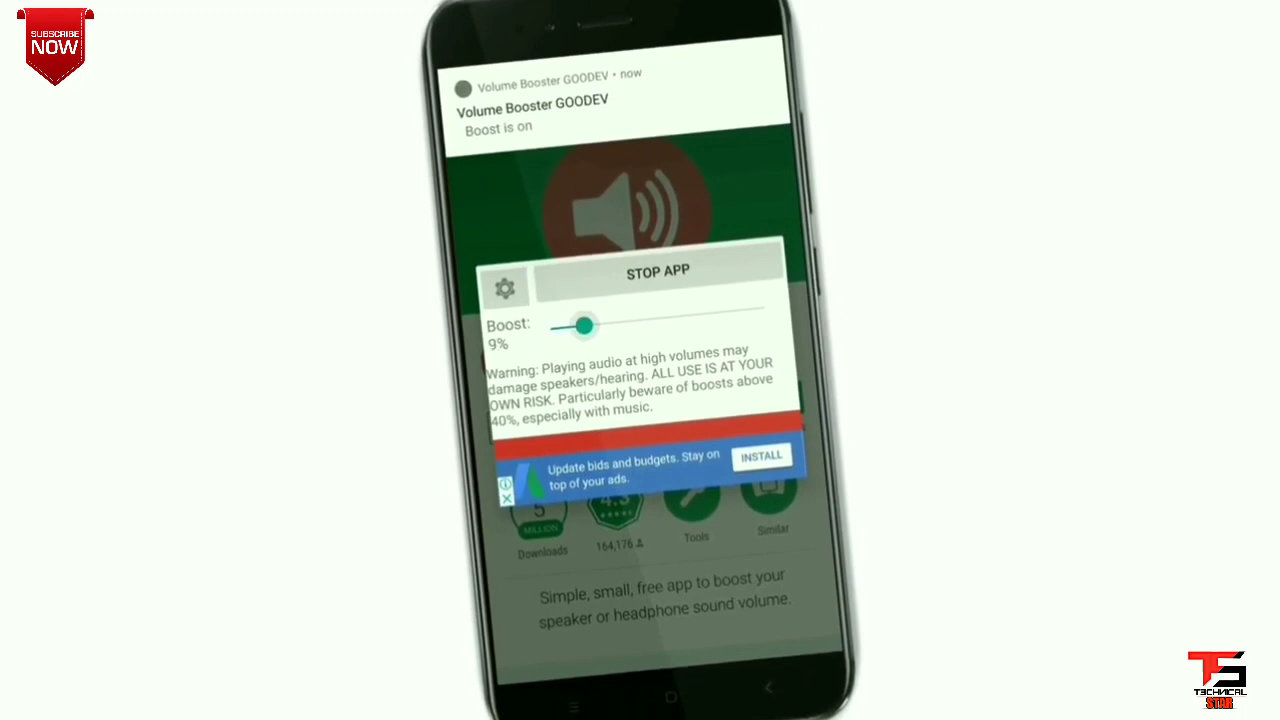 SUBSCRIBE
NOW
Volume Booster GOODEV • now
Volume Booster GOODEV
Boost is on
STOP APP
Boost:
9%
Warning: Playing audio at high volumes may
damage speakers/hearing. ALL USE IS AT YOUR
OWN RISK. Particularly beware of boosts above
40%, especially with music.
Update bids and budgets. Stay on
top of your ads.
INSTALL
5
MILLION
Downloads
4.3
164,176
Tools
Similar
Simple, small, free app to boost your
speaker or headphone sound volume.
TS
TECHNICAL
STAR